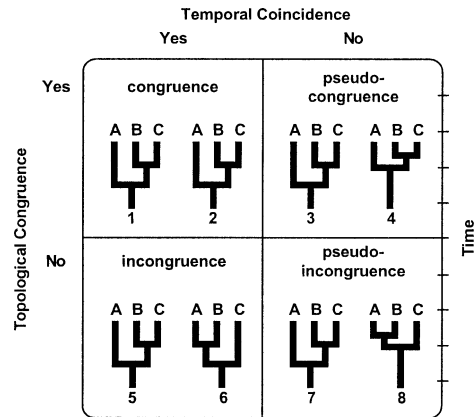 Temporal Coincidence
Yes No
Topological Congruence
Time
Yes
congruence
pseudo-
congruence
A B C A B C A B C A B C
1 2 3 4
No
incongruence
pseudo-
incongruence
A B C A B C A B C A B C
5 6 7 8